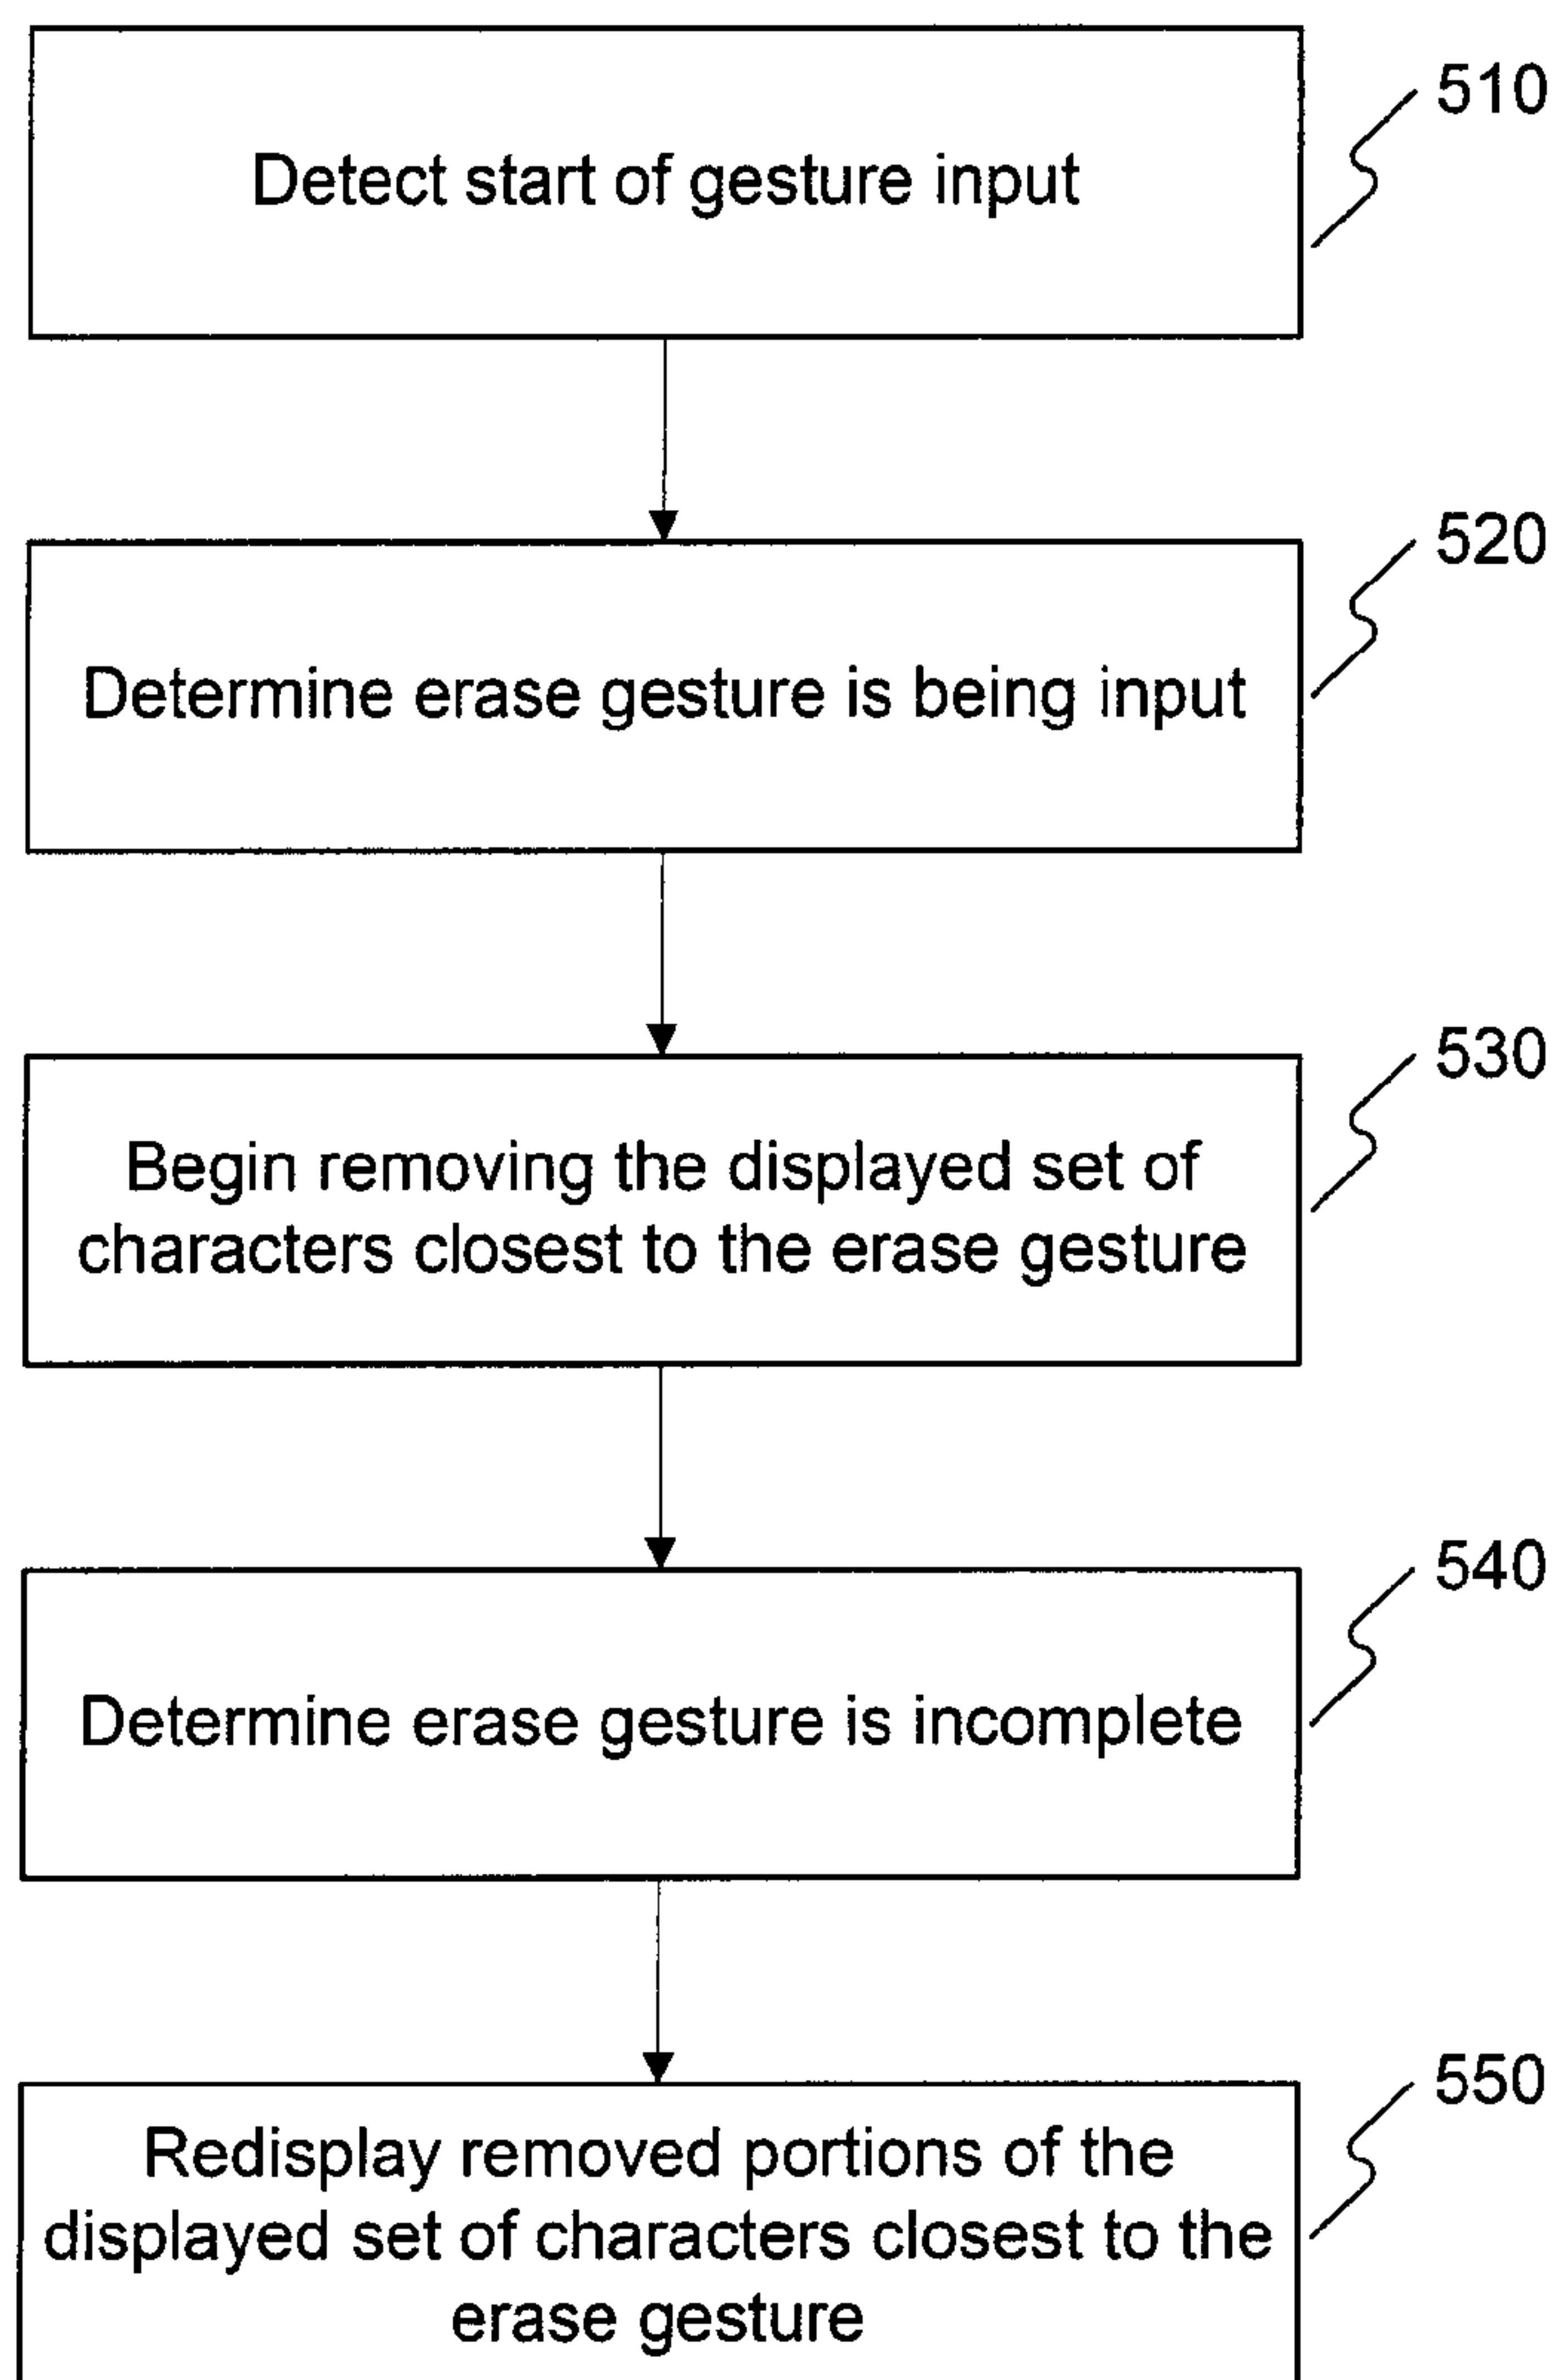 510
Detect start of gesture input
520
Determine erase gesture is being input
530
Begin removing the displayed set of
characters closest to the erase gesture
540
Determine erase gesture is incomplete
550
Redisplay removed portions of the
displayed set of characters closest to the
erase gesture